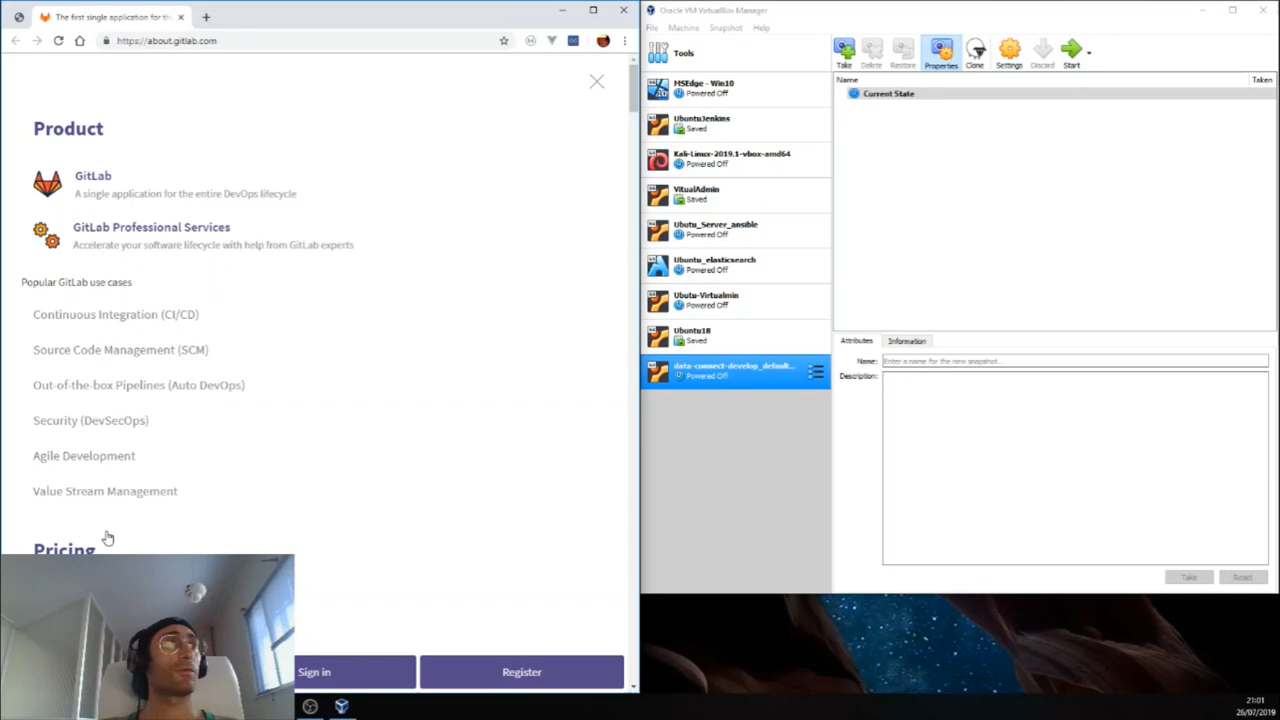 The first single application for th
https://about.gitlab.com
Product
GitLab
A single application for the entire DevOps lifecycle
GitLab Professional Services
Accelerate your software lifecycle with help from GitLab experts
Popular GitLab use cases
Continuous Integration (CI/CD)
Source Code Management (SCM)
Out-of-the-box Pipelines (Auto DevOps)
Security (DevSecOps)
Agile Development
Value Stream Management
Pricing
Sign in
Register
Oracle VM VirtualBox Manager
File Machine Snapshot Help
Tools
MSEdge - Win10
Powered Off
UbuntuJenkins
Saved
Kali-Linux-2019.1-vbox-amd64
Powered Off
VitualAdmin
Saved
Ubutu_Server_ansible
Powered Off
Ubuntu_elasticsearch
Powered Off
Ubutu-Virtualmin
Powered Off
Ubuntu18
Saved
data-connect-develop_default...
Powered Off
Take Delete Restore Properties Clone Settings Discard Start
Name Taken
Current State
Attributes Information
Name: Enter a name for the new snapshot...
Description:
Take Reset
21:01
26/07/2019